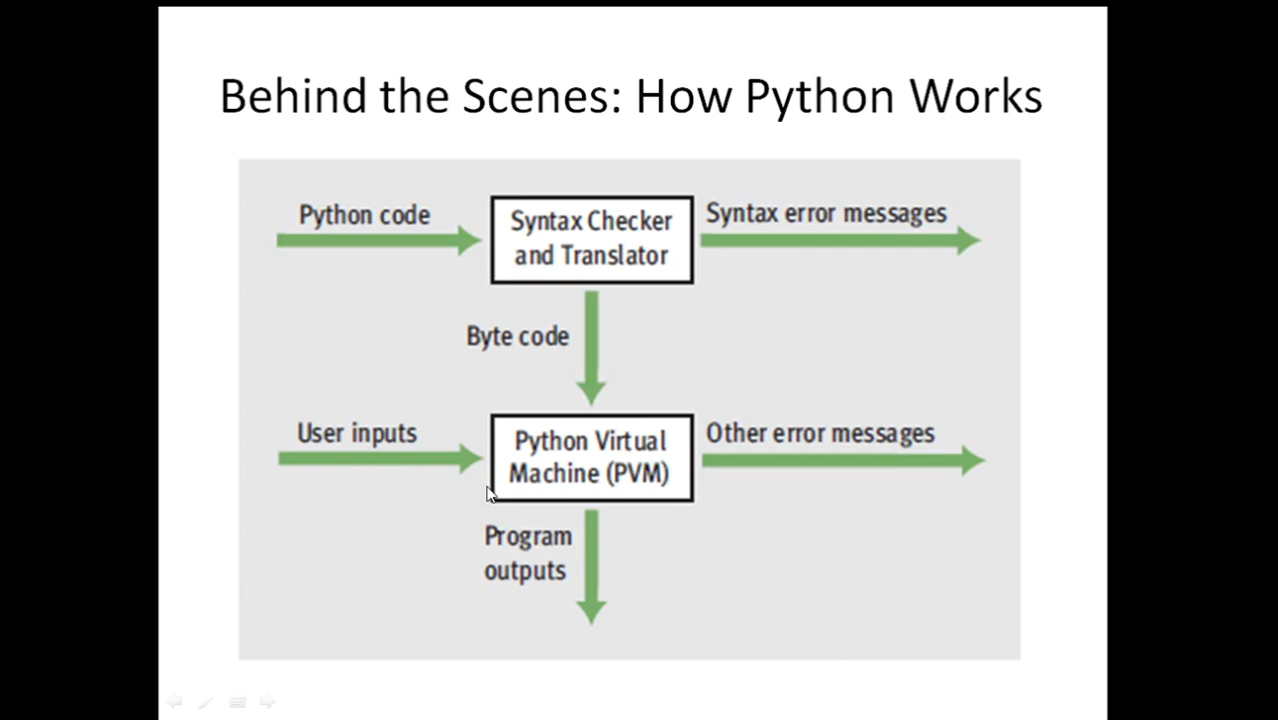 Behind the Scenes: How Python Works
Python code
Syntax Checker
and Translator
Syntax error messages
Byte code
User inputs
Python Virtual
Machine (PVM)
Other error messages
Program
outputs